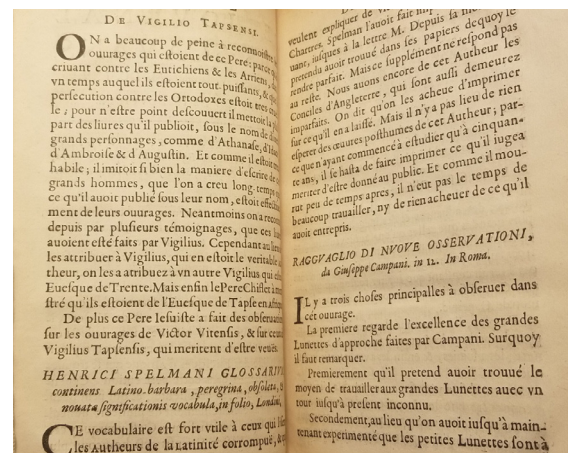 DE VIGILIO TAPSENSI.
ON a beaucoup de peine à reconnoistre
ouurages qui estoient de ce Pere: parce
criuant contre les Eutichiens & les Arriens,
vn temps auquel ils estoient tout-puissants, &
persecution contre les Ortodoxes estoit tres
le; pour n'estre point descouuert il mettoit la
part des liures qu'il publioit, sous le nom de
grands personnages, comme d'Athanase,
d'Ambroise & d'Augustin. Et comme il estoit
habile; il imitoit si bien la maniere d'escrire de
grands hommes, que l'on a creu long-temps
ce qu'il auoit publié sous leur nom, estoit
ment de leurs ouurages. Neantmoins on a
depuis par plusieurs témoignages, que ces
auoient esté faits par Vigilius. Cependant au lieu
les attribuer à Vigilius, qui en estoit le veritable
theur, on les a atribuez à vn autre Vigilius qui
Euesque de Trente. Mais enfin le Pere Chiflet à
stré qu'ils estoient de l'Euesque de Tapse en
De plus ce Pere Iesuiste a fait des
sur les ouurages de Victor Vitensis, & sur
Vigilius Tapsensis, qui meritent d'estre veuës.
HENRICI SPELMANI GLOSSARIUM
continens Latino-barbara, peregrina, obsoleta, &
nouatæ significationis vocabula, in folio,
CE vocabulaire est fort vtile à ceux qui
les Autheurs de la Latinité corrompuë, &
veulent expliquer de
Chartres. Spelman l'auoit fait
uant, iusques à la lettre M. Depuis sa
pretendu auoir trouué dans ses papiers dequoy le
rendre parfait. Mais ce supplément ne respond pas
au reste. Nous auons encore de cet Autheur les
Conciles d'Angleterre, qui sont aussi demeurez
imparfaits. On dit qu'on les acheue d'imprimer
sur ce qu'il en a laissé. Mais il n'y a pas lieu de rien
esperer des œuures posthumes de cet Autheur; par-
ce que n'ayant commencé à estudier qu'à cinquan-
te ans, il se hasta de faire imprimer ce qu'il iugea
meriter d'estre donné au public. Et comme il mou-
rut peu de temps apres, il n'eut pas le temps de
beaucoup trauailler, ny de rien acheuer de ce qu'il
auoit entrepris.
RAGGVAGLIO DI NVOVE OSSERVATIONI,
da Giuseppe Campani. in 12. In Roma.
IL y a trois choses principalles à obseruer dans
cét ouurage.
La premiere regarde l'excellence des grandes
Lunettes d'approche faites par Campani. Surquoy
il faut remarquer.
Premierement qu'il pretend auoir trouué le
moyen de trauailler aux grandes Lunettes auec vn
tour iusqu'à present inconnu.
Secondement, au lieu qu'on auoit iusqu'à main-
tenant experimenté que les petites Lunettes font à